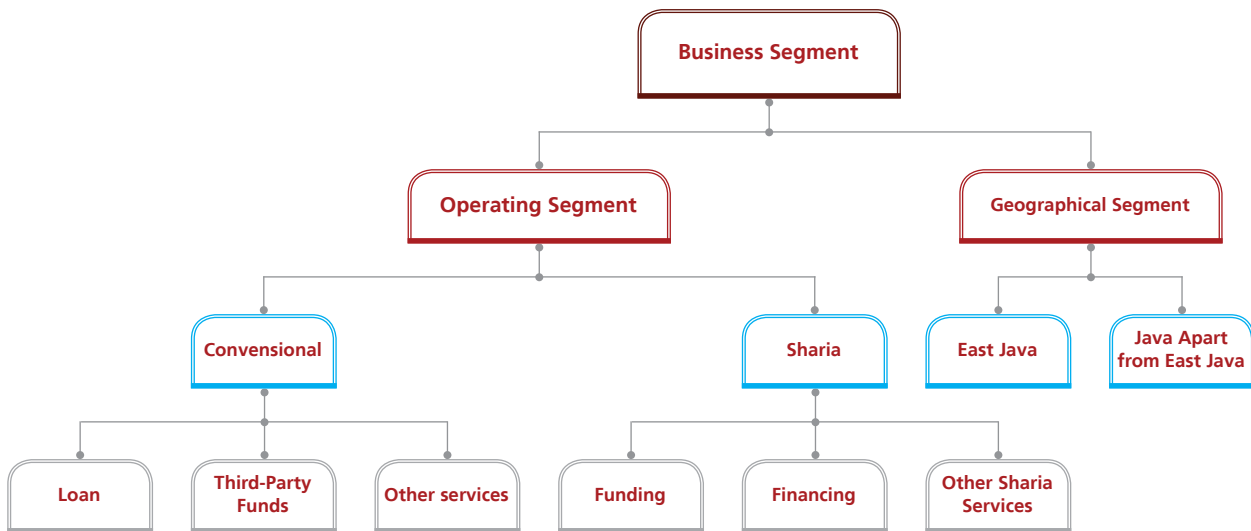 Business Segment
Operating Segment
Geographical Segment
Convensional
Sharia
East Java
Java Apart
from East Java
Loan
Third-Party
Funds
Other services
Funding
Financing
Other Sharia
Services